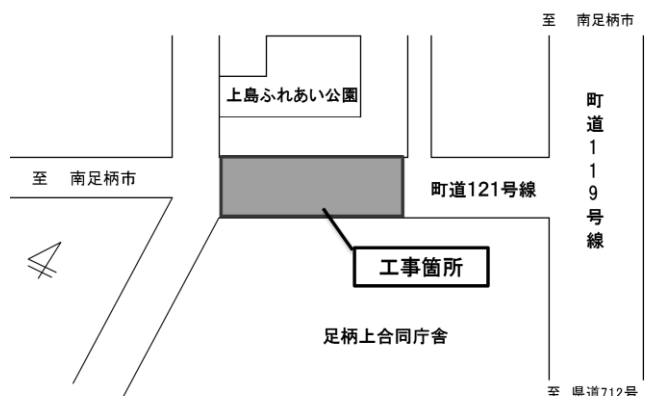 至 南足柄市
上島ふれあい公園
町道119号線
至 南足柄市
町道121号線
工事箇所
足柄上合同庁舎
至 県道712号